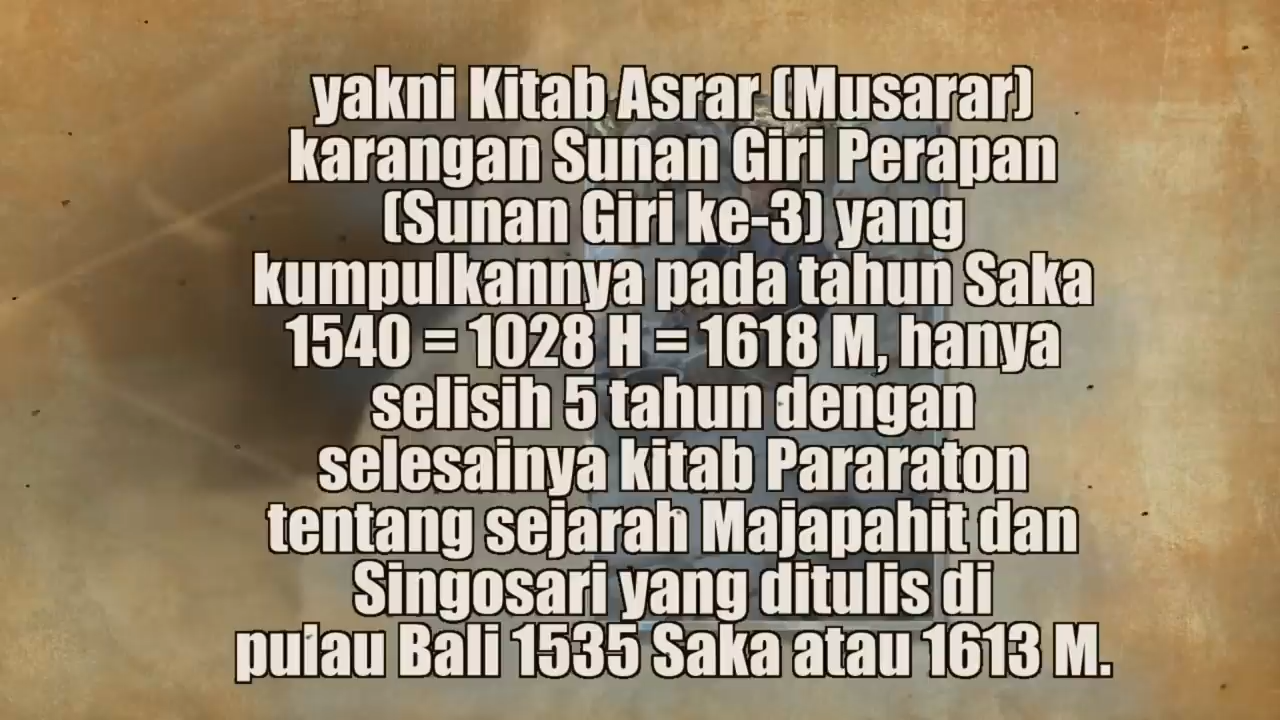 yakni Kitab Asrar (Musarar)
karangan Sunan Giri Perapan
(Sunan Giri ke-3) yang
kumpulkannya pada tahun Saka
1540 = 1028 H = 1618 M, hanya
selisih 5 tahun dengan
selesainya kitab Pararaton
tentang sejarah Majapahit dan
Singosari yang ditulis di
pulau Bali 1535 Saka atau 1613 M.